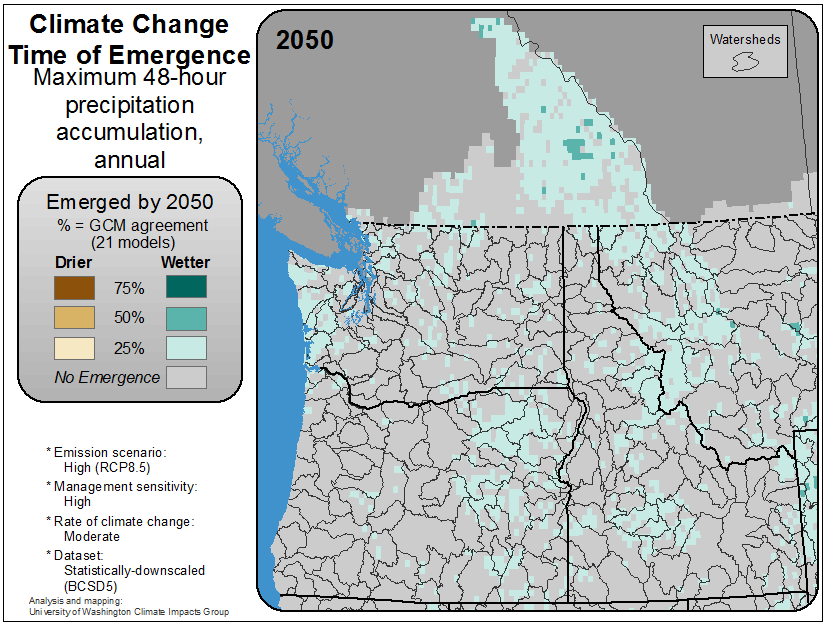 Climate Change
Time of Emergence
Maximum 48-hour
precipitation
accumulation,
annual
Emerged by 2050
% = GCM agreement
(21 models)
Drier Wetter
75%
50%
25%
No Emergence
* Emission scenario:
High (RCP8.5)
* Management sensitivity:
High
* Rate of climate change:
Moderate
* Dataset:
Statistically-downscaled
(BCSD5)
Analysis and mapping:
University of Washington Climate Impacts Group
2050
Watersheds